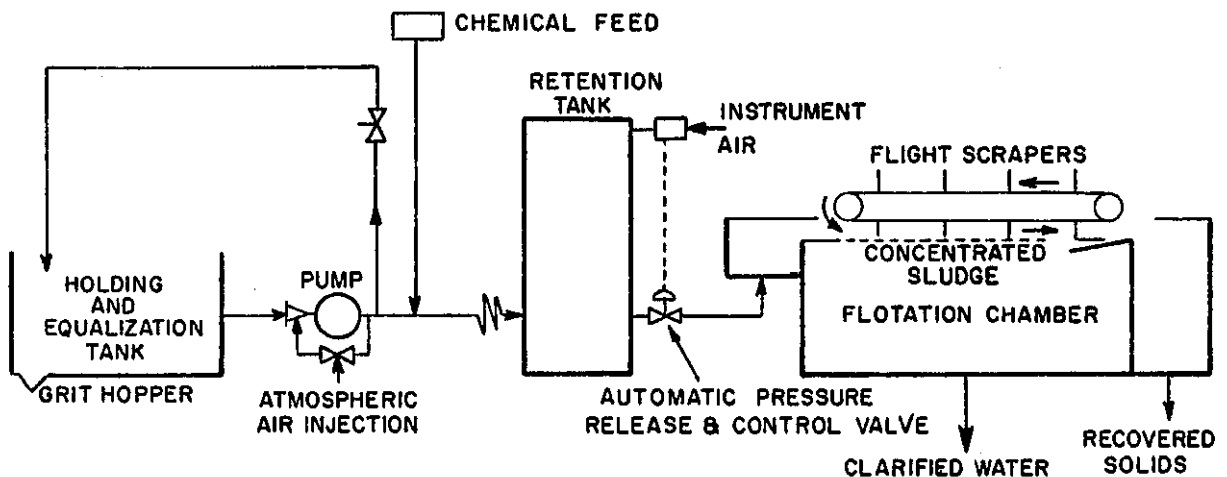 CHEMICAL FEED
RETENTION
TANK
INSTRUMENT
AIR
FLIGHT SCRAPERS
HOLDING
AND
EQUALIZATION
TANK
PUMP
CONCENTRATED
SLUDGE
FLOTATION CHAMBER
GRIT HOPPER
ATMOSPHERIC
AIR INJECTION
AUTOMATIC PRESSURE
RELEASE & CONTROL VALVE
CLARIFIED WATER
RECOVERED
SOLIDS